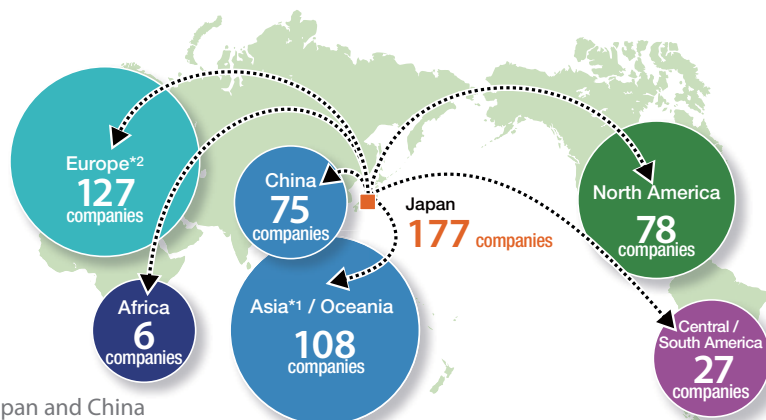 Europe*2
127
companies
China
75
companies
Japan
177 companies
North America
78
companies
Africa
6
companies
Asia*1 / Oceania
108
companies
Central /
South America
27
companies
and China